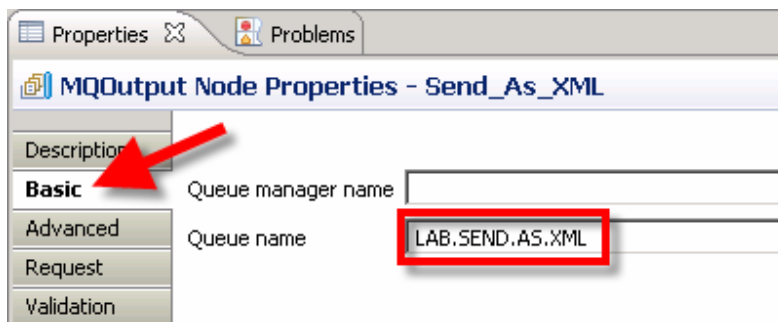 Properties Problems
MQOutput Node Properties - Send_As_XML
Description
Basic Queue manager name
Advanced Queue name LAB.SEND.AS.XML
Request
Validation